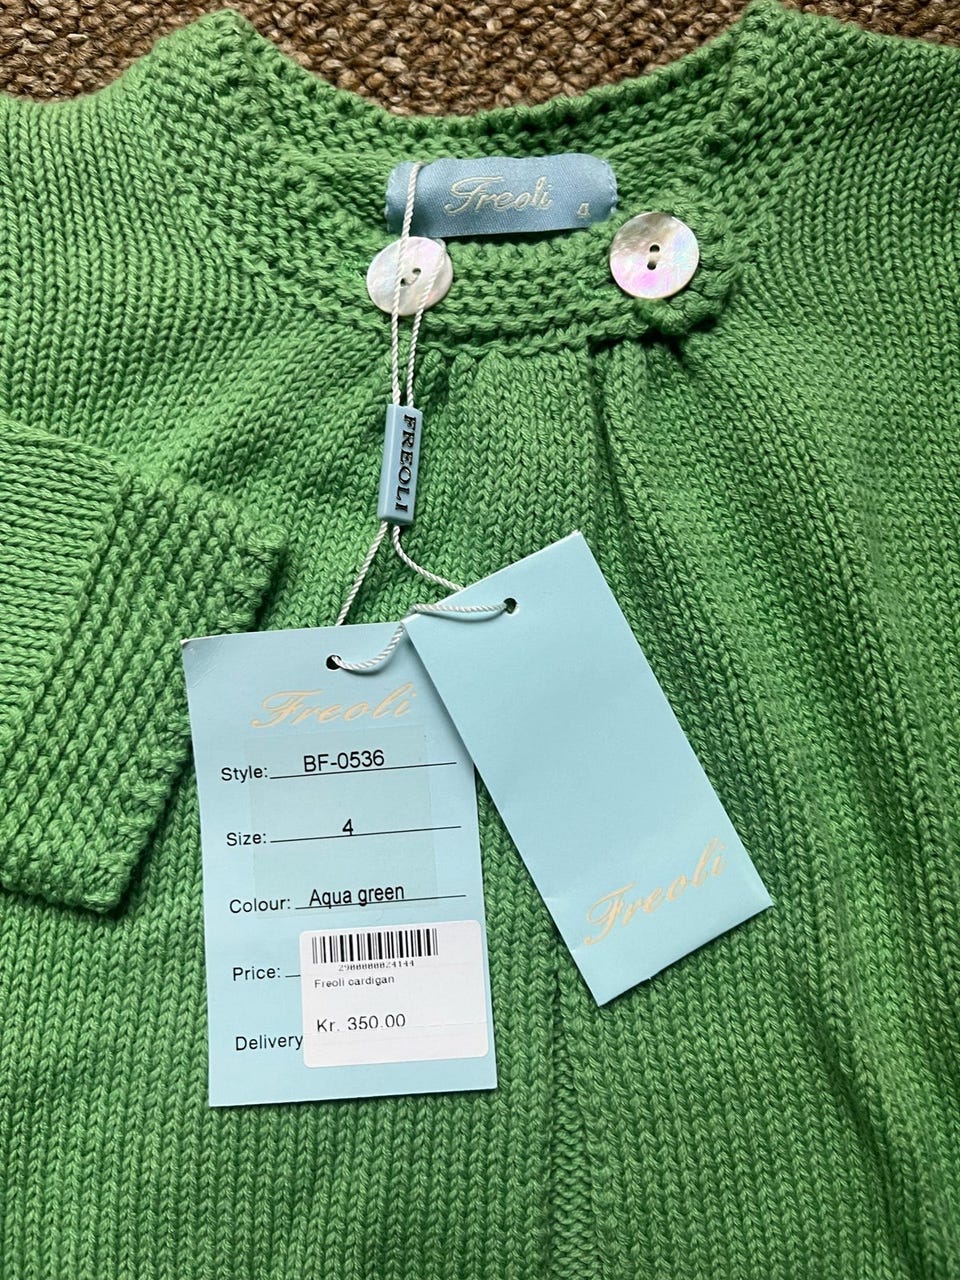 Freoli
4
FREOLI
Freoli
Style: BF-0536
Size: 4
Colour: Aqua green
Price:
2900000024144
Freoli cardigan
Kr. 350.00
Delivery
Freoli